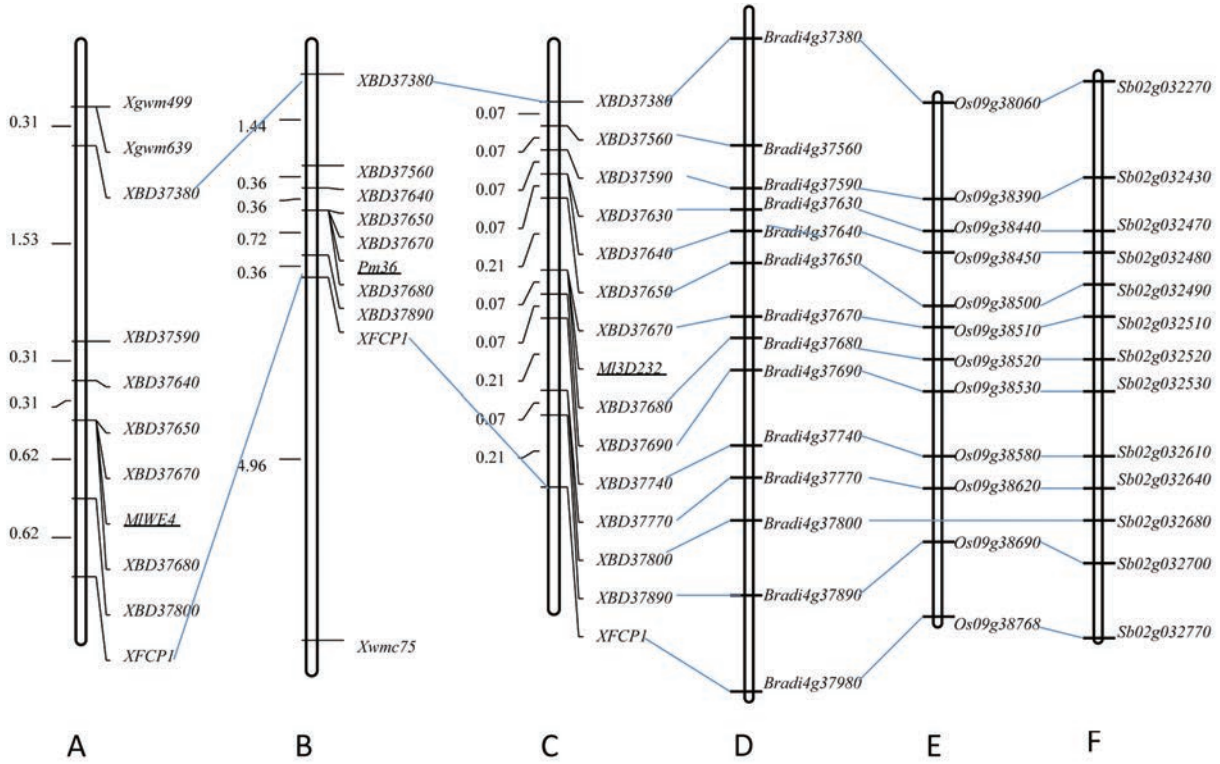 Xgwm499
0.31
Xgwm639
XBD37380
1.53
XBD37590
0.31
XBD37640
0.31
XBD37650
0.62
XBD37670
MlWE4
0.62
XBD37680
XBD37800
XFCP1
XBD37380
1.44
XBD37560
0.36
XBD37640
0.36
XBD37650
0.72
XBD37670
Pm36
0.36
XBD37680
XBD37890
XFCP1
4.96
Xwmc75
XBD37380
0.07
XBD37560
0.07
XBD37590
0.07
XBD37630
0.07
XBD37640
0.21
XBD37650
0.07
XBD37670
0.07
Ml3D232
0.21
XBD37680
0.07
XBD37690
0.21
XBD37740
XBD37770
XBD37800
XBD37890
XFCP1
Bradi4g37380
Bradi4g37560
Bradi4g37590
Bradi4g37630
Bradi4g37640
Bradi4g37650
Bradi4g37670
Bradi4g37680
Bradi4g37690
Bradi4g37740
Bradi4g37770
Bradi4g37800
Bradi4g37890
Bradi4g37980
Os09g38060
Os09g38390
Os09g38440
Os09g38450
Os09g38500
Os09g38510
Os09g38520
Os09g38530
Os09g38580
Os09g38620
Os09g38690
Os09g38768
Sb02g032270
Sb02g032430
Sb02g032470
Sb02g032480
Sb02g032490
Sb02g032510
Sb02g032520
Sb02g032530
Sb02g032610
Sb02g032640
Sb02g032680
Sb02g032700
Sb02g032770
A B C D E F